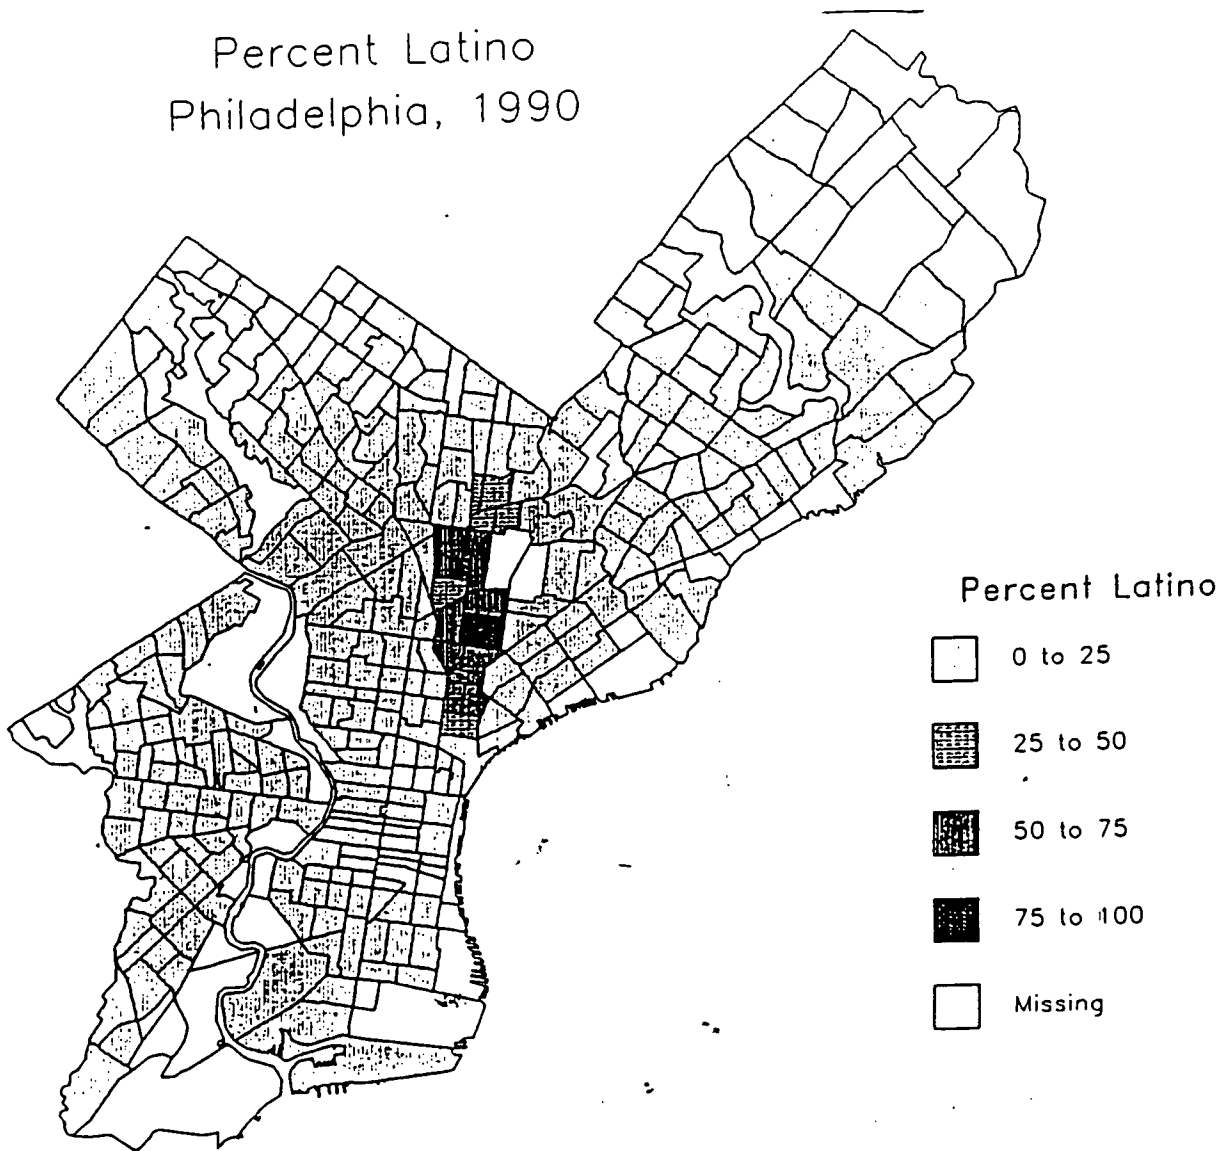 Percent Latino
Philadelphia, 1990
Percent Latino
0 to 25
25 to 50
50 to 75
75 to 100
Missing